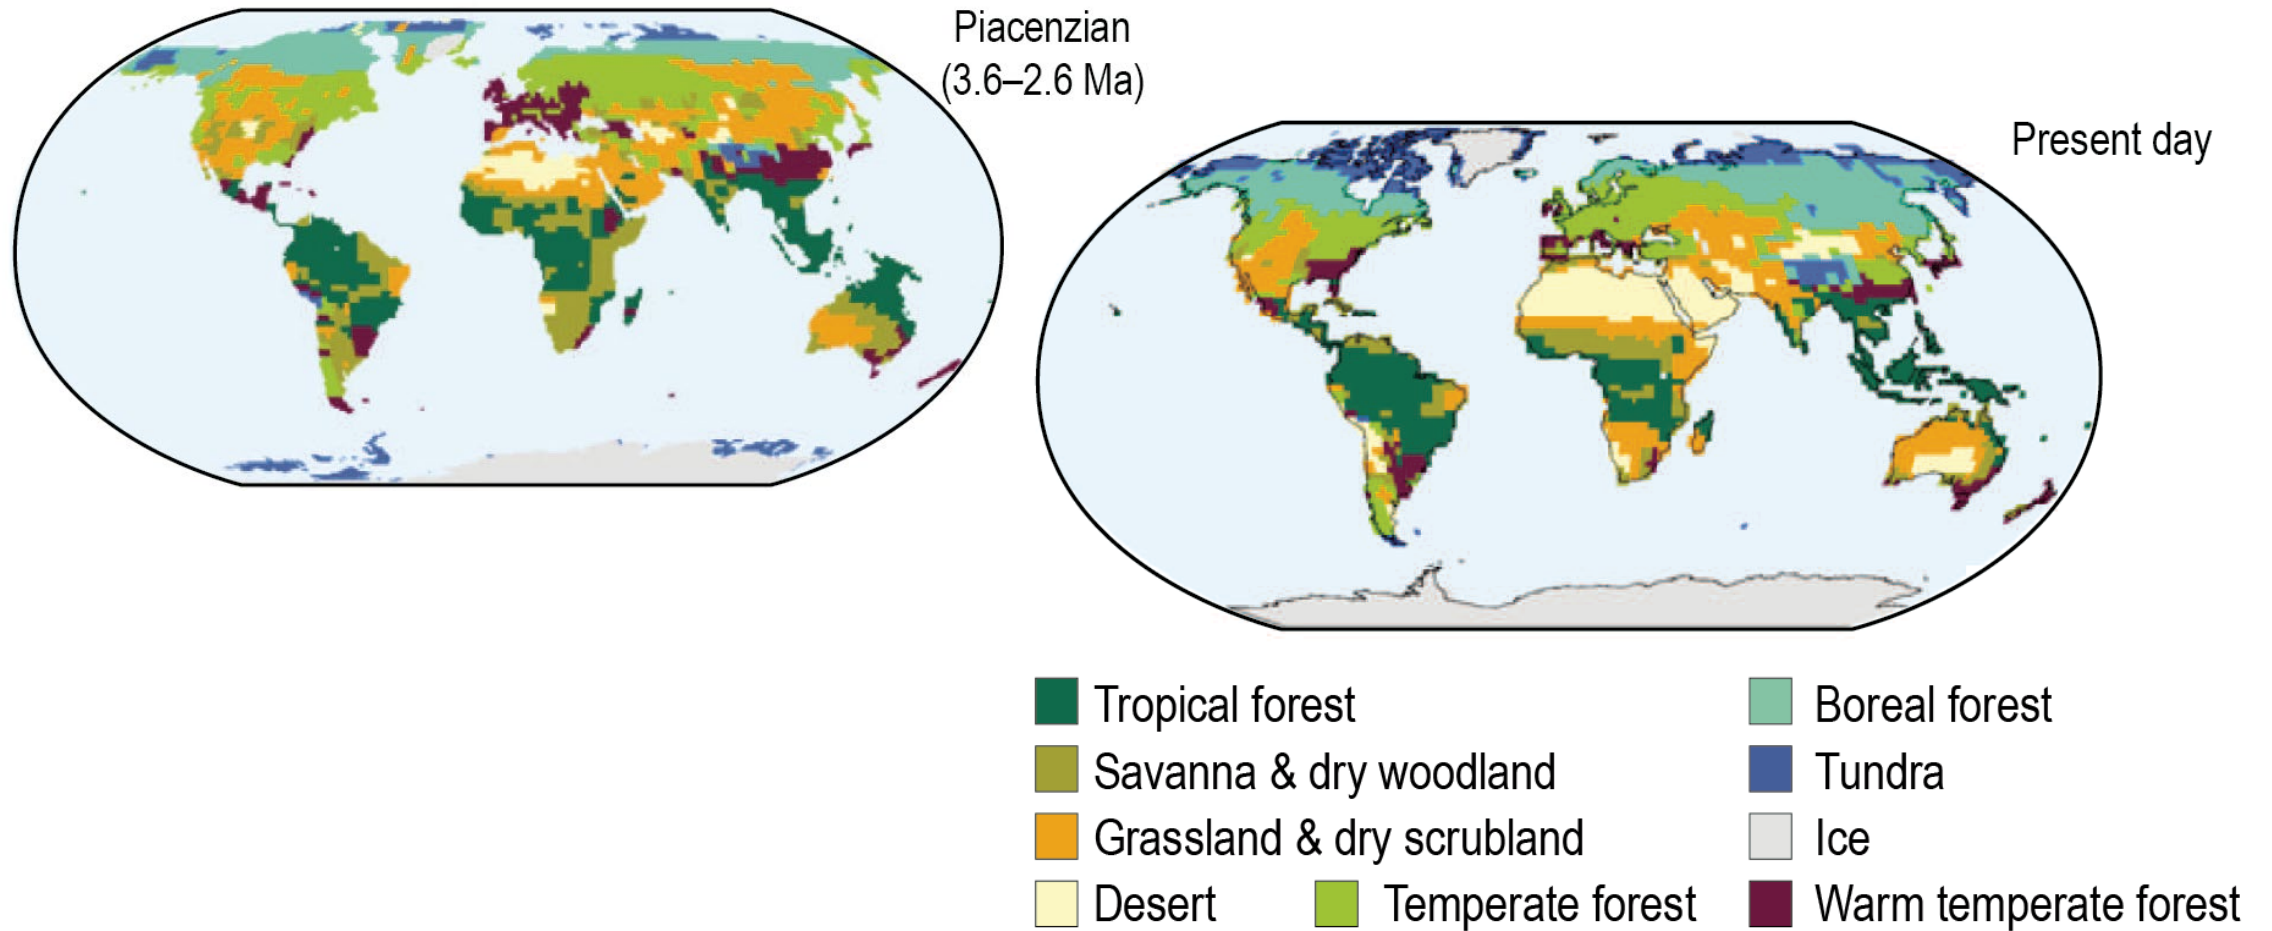 Piacenzian
(3.6–2.6 Ma)
Present day
Tropical forest
Savanna & dry woodland
Grassland & dry scrubland
Desert
Temperate forest
Boreal forest
Tundra
Ice
Warm temperate forest